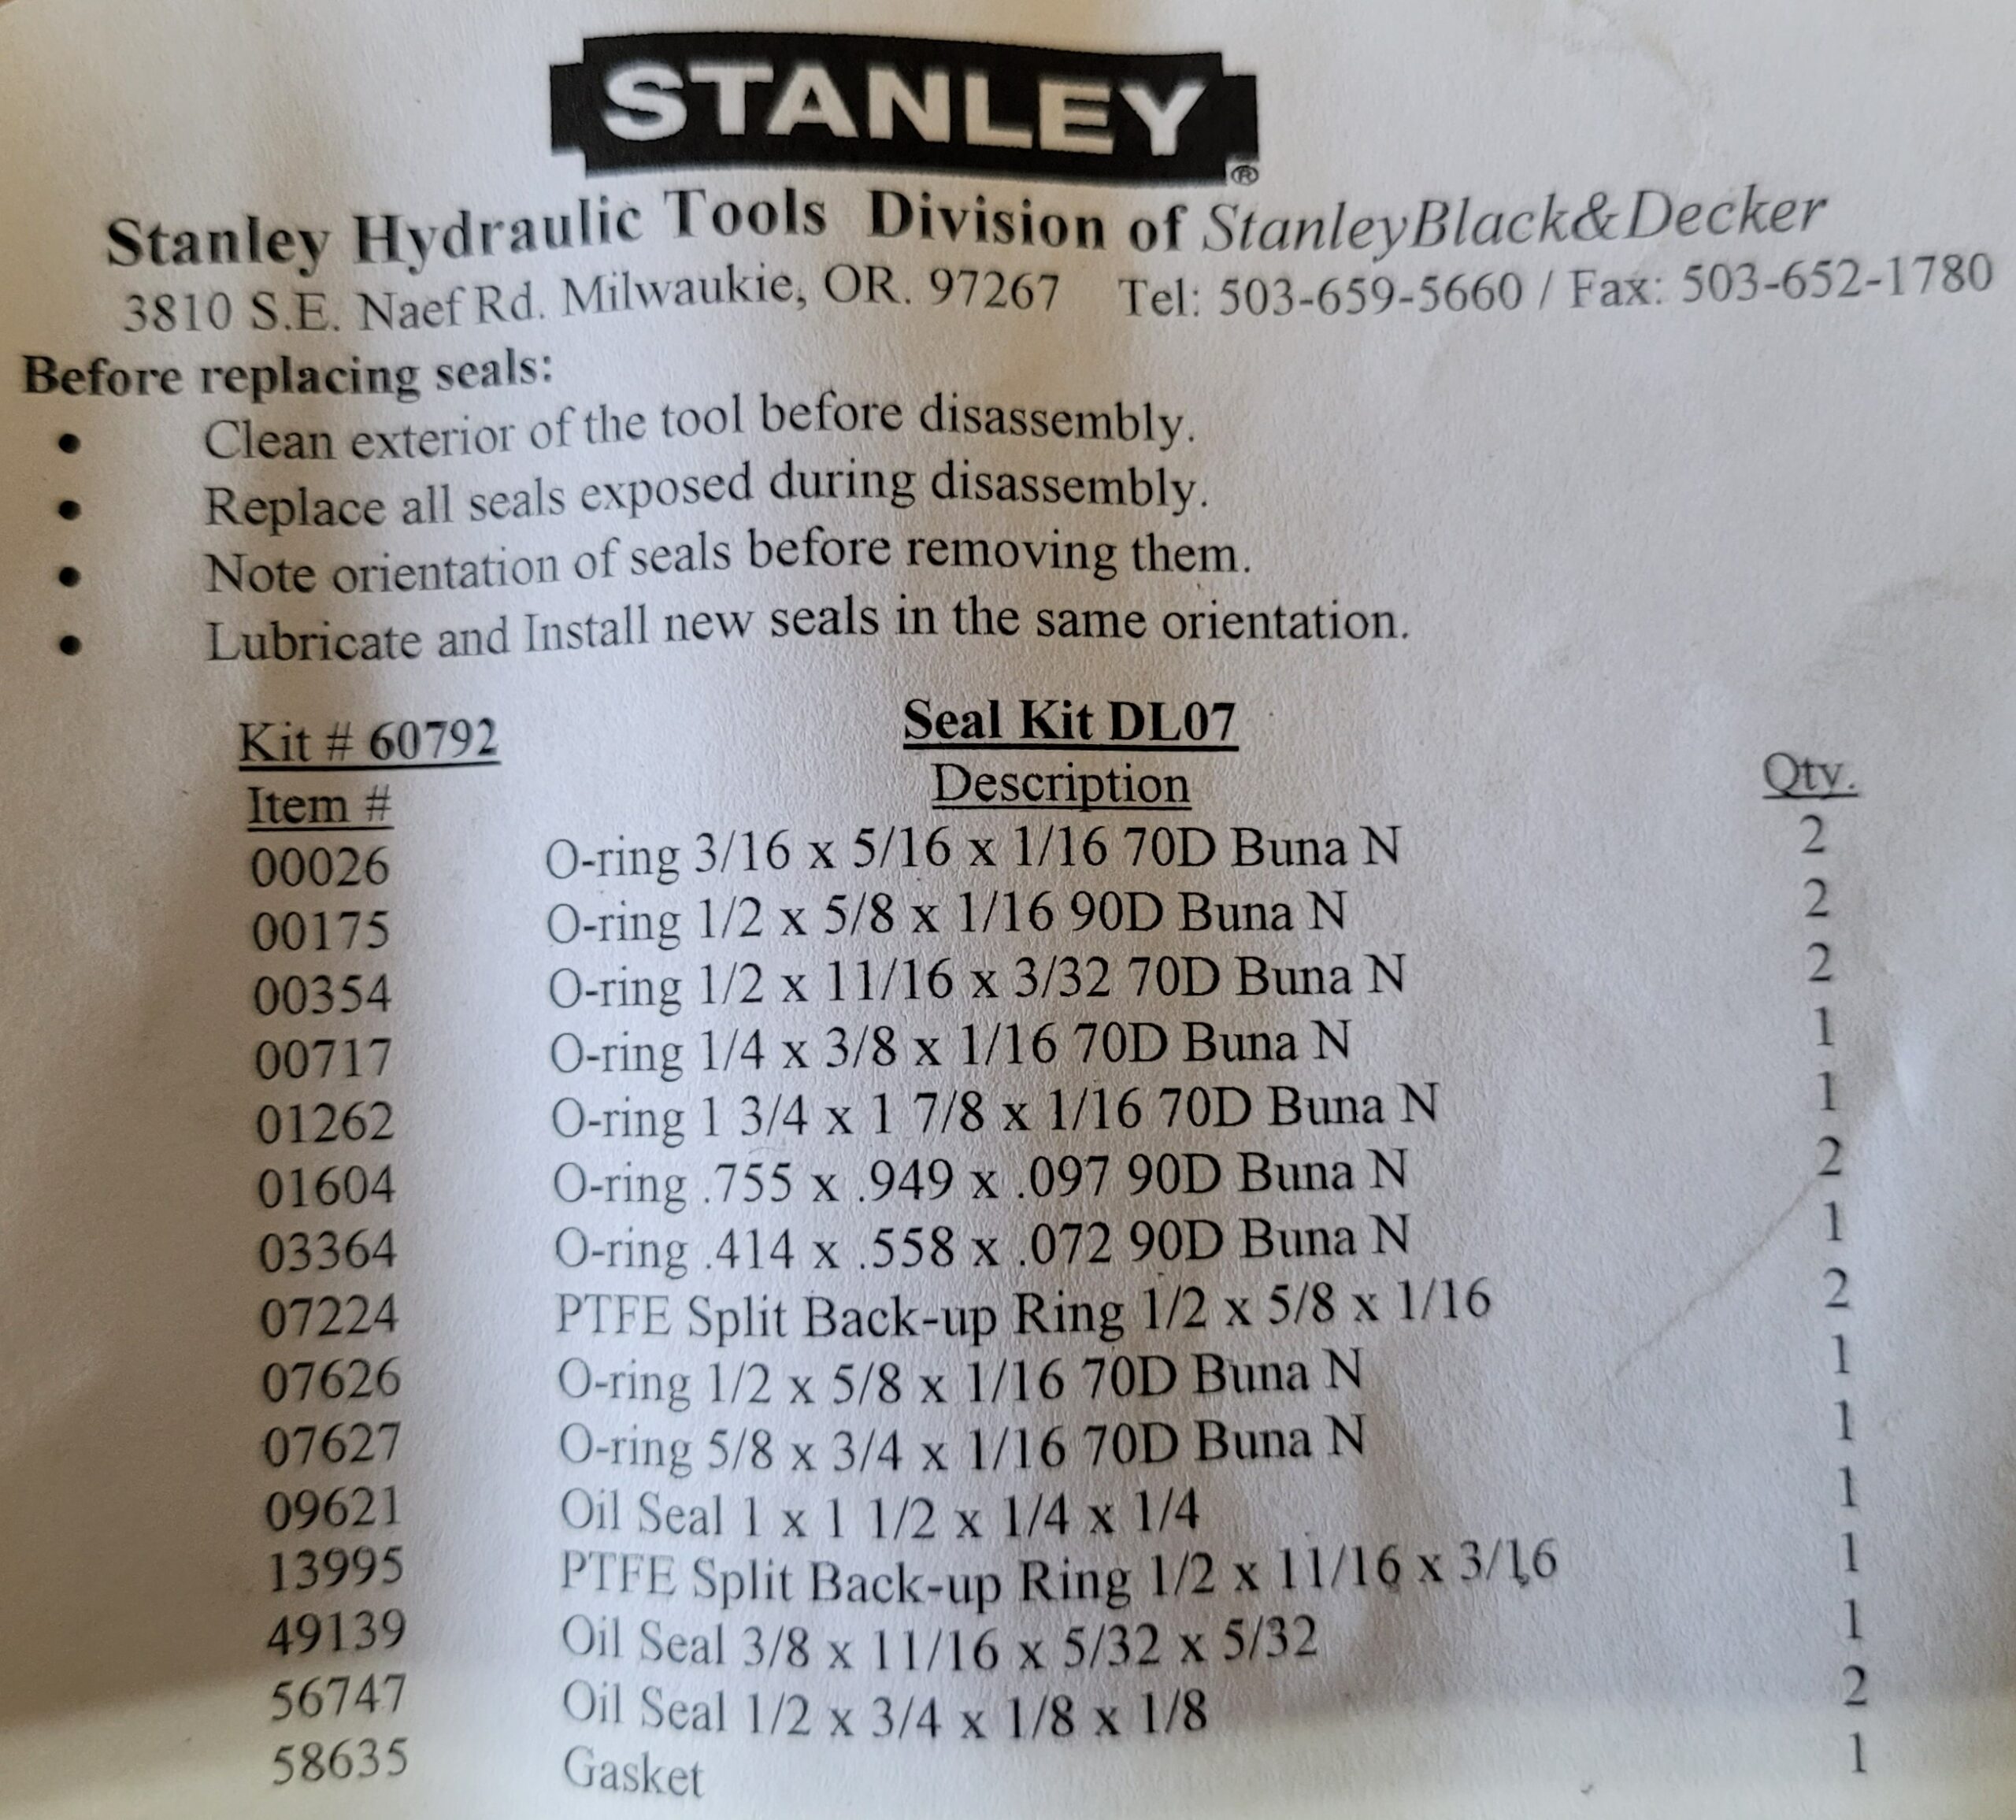 STANLEY®
Stanley Hydraulic Tools Division of StanleyBlack&Decker
3810 S.E. Naef Rd. Milwaukie, OR. 97267 Tel: 503-659-5660 / Fax: 503-652-1780
Before replacing seals:
• Clean exterior of the tool before disassembly.
• Replace all seals exposed during disassembly.
• Note orientation of seals before removing them.
• Lubricate and Install new seals in the same orientation.
Kit # 60792 Seal Kit DL07
Item # Description Qty.
00026 O-ring 3/16 x 5/16 x 1/16 70D Buna N 2
00175 O-ring 1/2 x 5/8 x 1/16 90D Buna N 2
00354 O-ring 1/2 x 11/16 x 3/32 70D Buna N 2
00717 O-ring 1/4 x 3/8 x 1/16 70D Buna N 1
01262 O-ring 1 3/4 x 1 7/8 x 1/16 70D Buna N 1
01604 O-ring .755 x .949 x .097 90D Buna N 2
03364 O-ring .414 x .558 x .072 90D Buna N 1
07224 PTFE Split Back-up Ring 1/2 x 5/8 x 1/16 2
07626 O-ring 1/2 x 5/8 x 1/16 70D Buna N 1
07627 O-ring 5/8 x 3/4 x 1/16 70D Buna N 1
09621 Oil Seal 1 x 1 1/2 x 1/4 x 1/4 1
13995 PTFE Split Back-up Ring 1/2 x 11/16 x 3/16 1
49139 Oil Seal 3/8 x 11/16 x 5/32 x 5/32 1
56747 Oil Seal 1/2 x 3/4 x 1/8 x 1/8 2
58635 Gasket 1